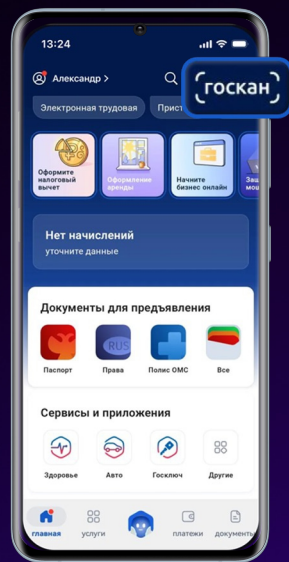 13:24
Александр >
госкан
Электронная трудовая
Прист
Оформите
налоговый
вычет
Оформление
аренды
Начните
бизнес онлайн
Защ
мош
Нет начислений
уточните данные
Документы для предъявления
RUS
Паспорт
Права
Полис ОМС
Все
Сервисы и приложения
Здоровье
Авто
Госключ
Другие
главная
услуги
платежи
документы